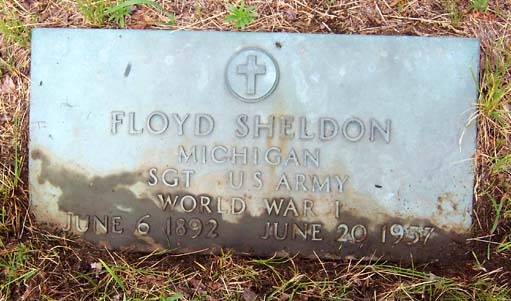 FLOYD SHELDON
MICHIGAN
SGT US ARMY
WORLD WAR I
JUNE 6 1892 JUNE 20 1957